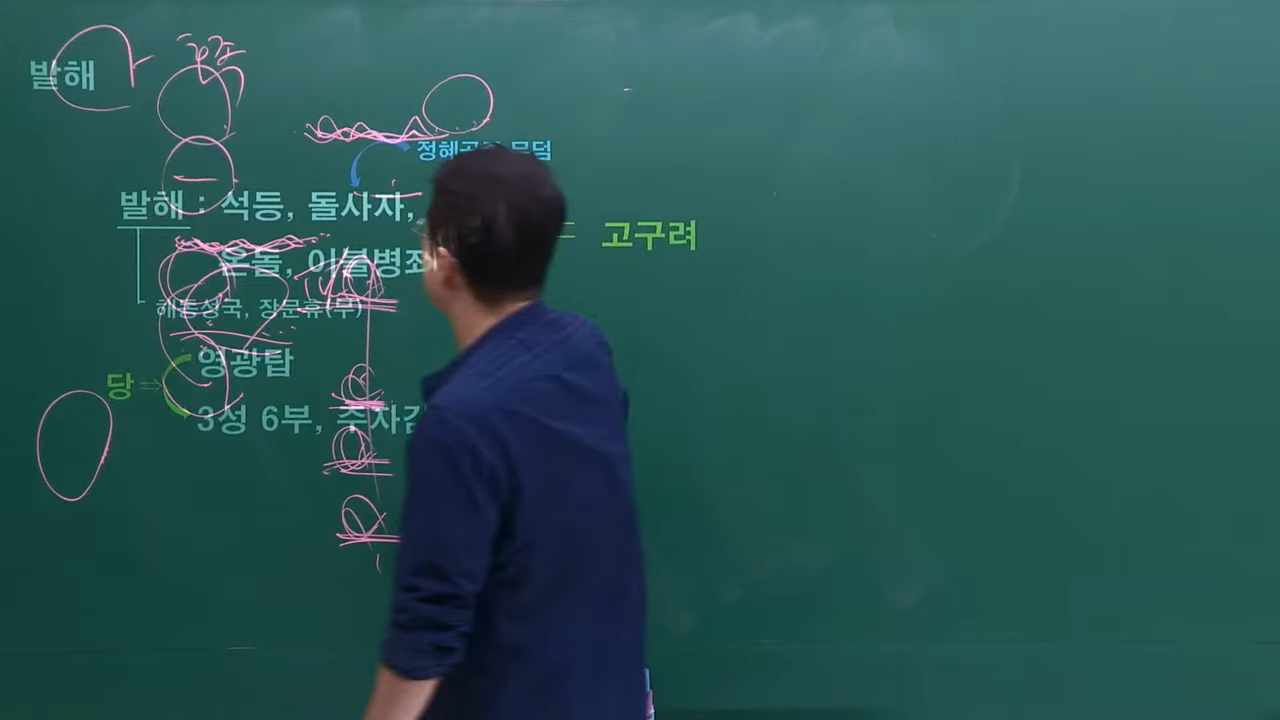 발해
정혜공 무덤
발해 : 석등, 돌사자,
고구려
온돌, 이불병좌
해동성국, 장문휴(무)
영광탑
당 ⇒
3성 6부, 주자감